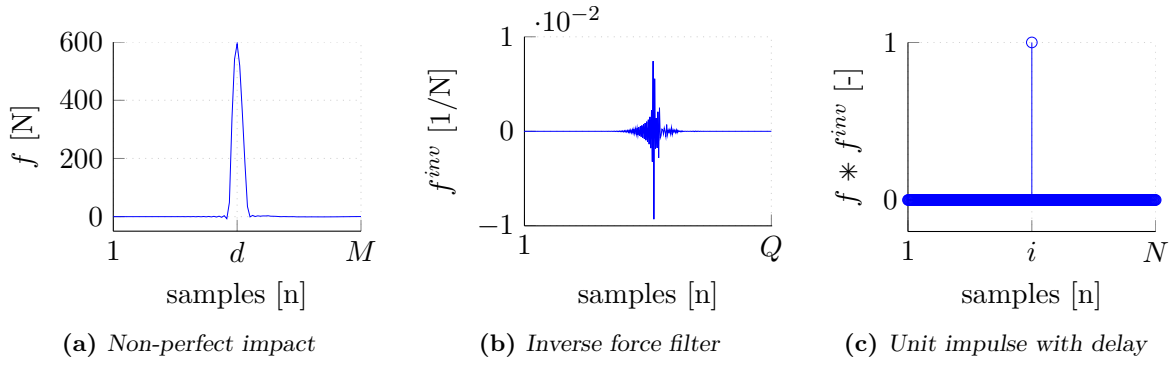 600
400
200
0
f [N]
1
d
M
samples [n]
(a) Non-perfect impact
·10⁻²
1
0
−1
f^{inv} [1/N]
1
Q
samples [n]
(b) Inverse force filter
1
0
f ∗ f^{inv} [-]
1
i
N
samples [n]
(c) Unit impulse with delay